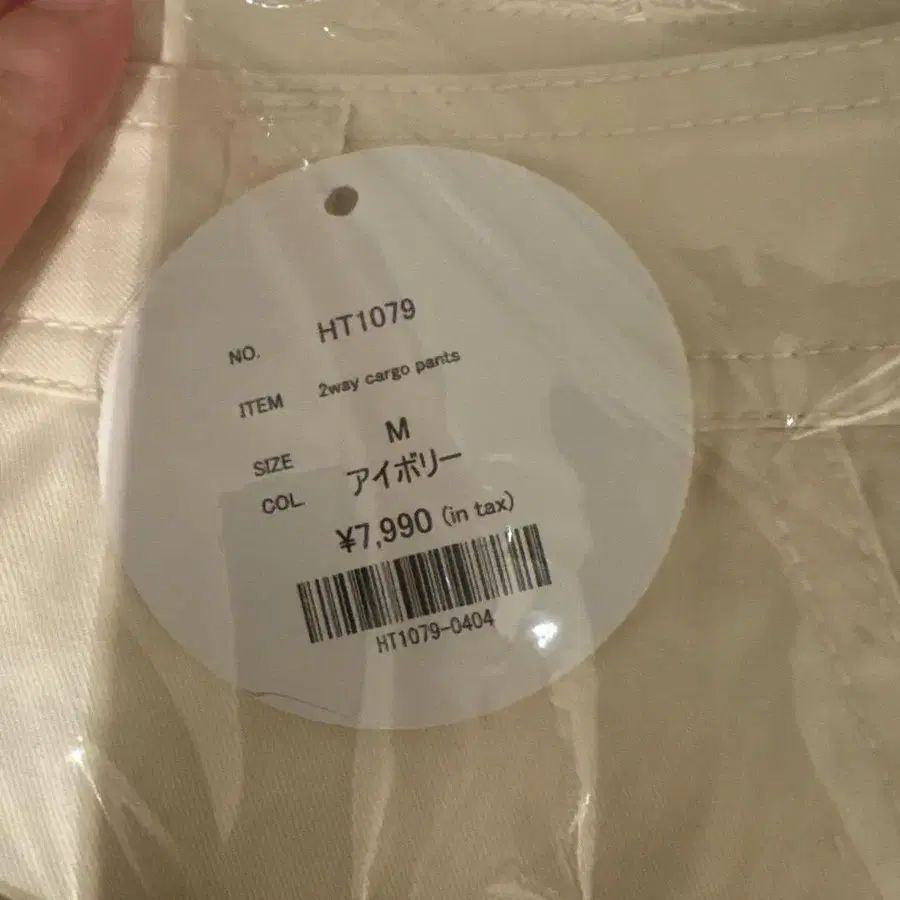 NO. HT1079
ITEM 2way cargo pants
SIZE M
COL アイボリー
¥7,990 (in tax)
HT1079-0404